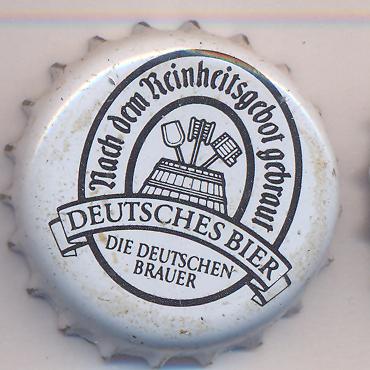 Nach dem Reinheitsgebot gebraut
DEUTSCHES BIER
DIE DEUTSCHEN
BRAUER